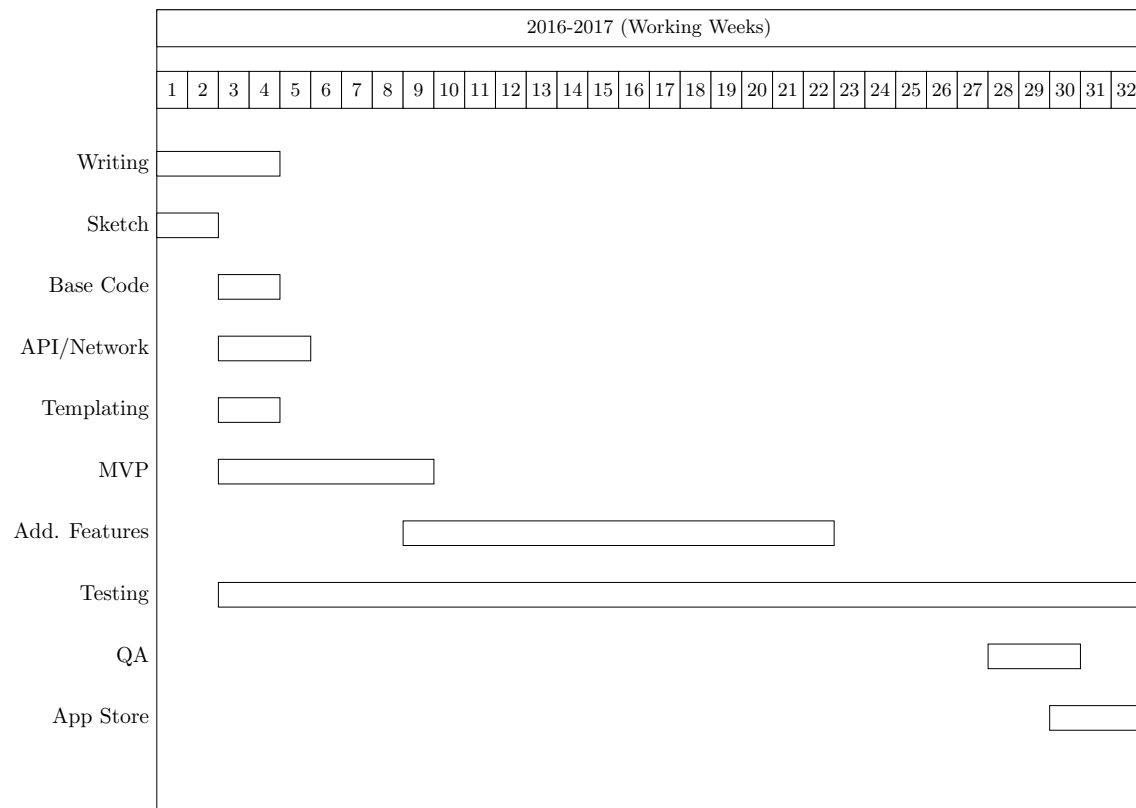 2016-2017 (Working Weeks)
1 2 3 4 5 6 7 8 9 10 11 12 13 14 15 16 17 18 19 20 21 22 23 24 25 26 27 28 29 30 31 32
Writing
Sketch
Base Code
API/Network
Templating
MVP
Add. Features
Testing
QA
App Store